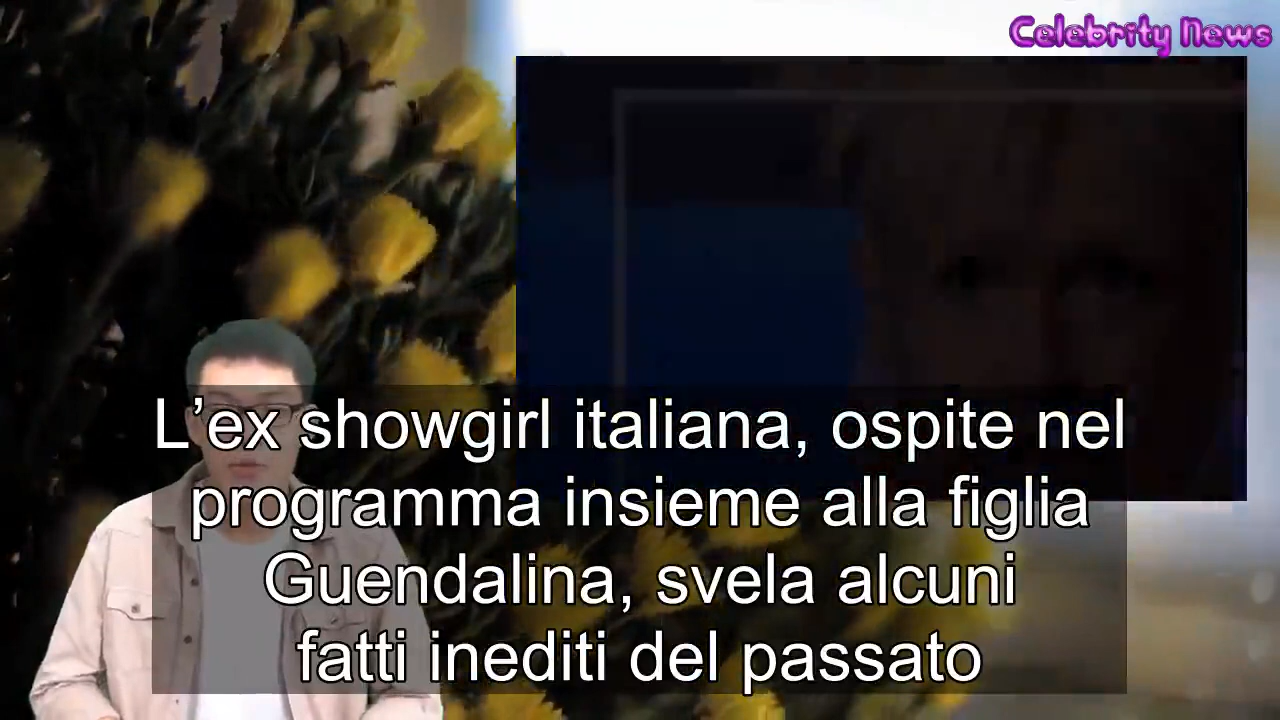 Celebrity News
L’ex showgirl italiana, ospite nel
programma insieme alla figlia
Guendalina, svela alcuni
fatti inediti del passato